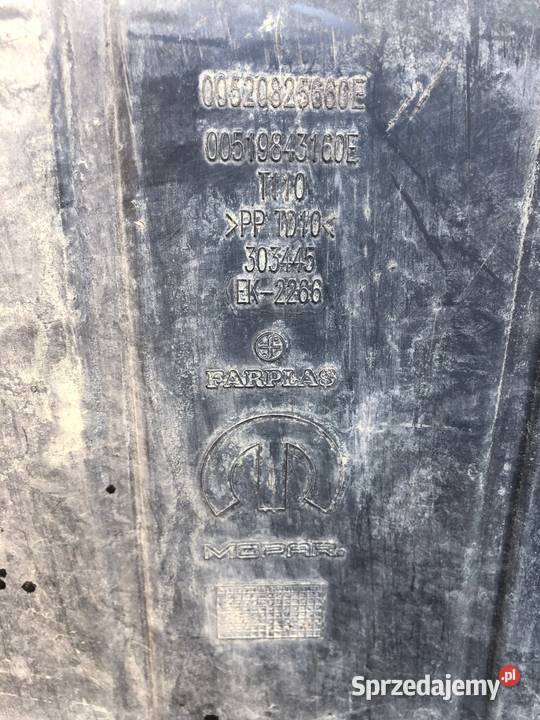 00520825660E
00519843160E
T110
>PP TD10<
303445
EK-2266
FARPLAS
MOPAR.
Sprzedajemy.pl